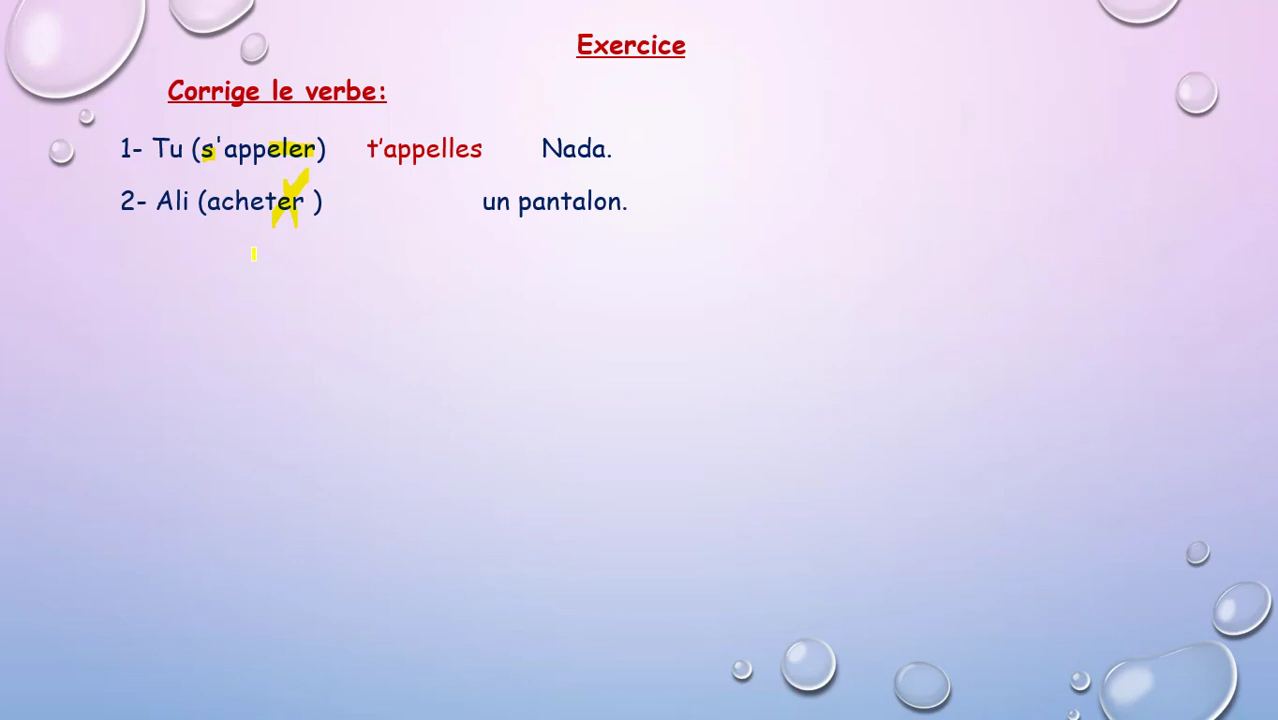 Exercice
Corrige le verbe:
1- Tu (s'appeler) t'appelles Nada.
2- Ali (acheter ) un pantalon.